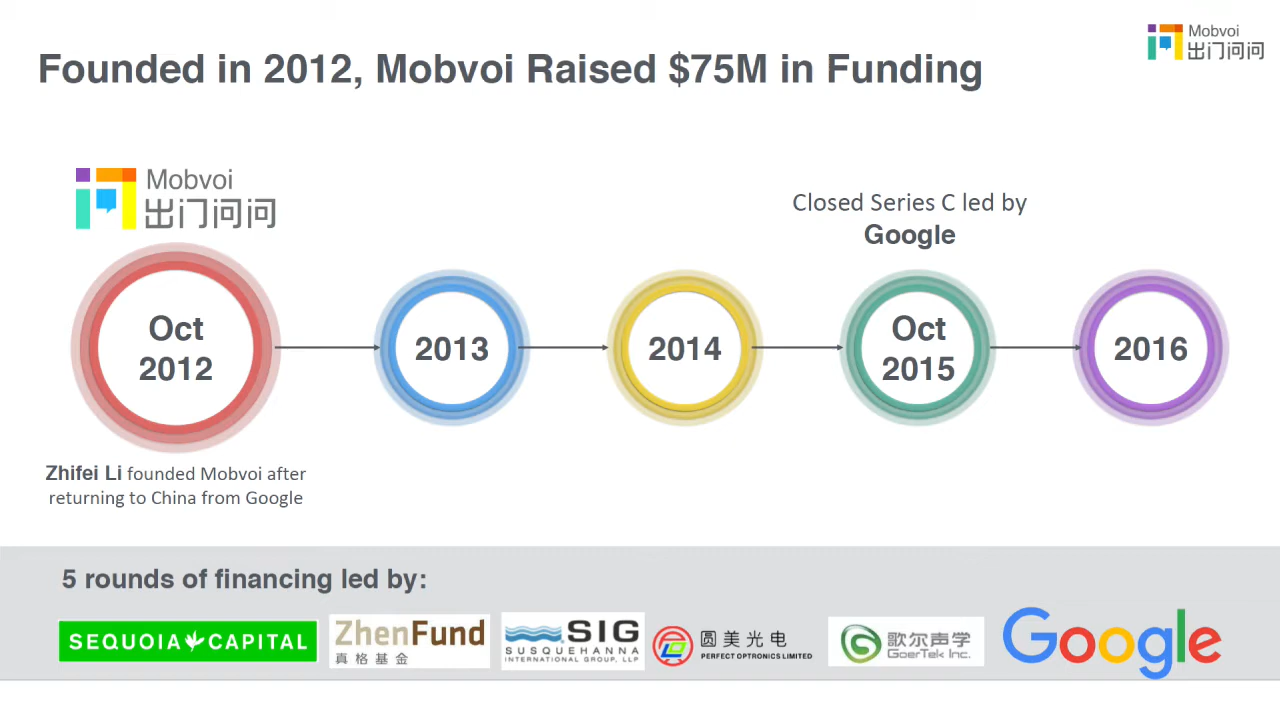 Founded in 2012, Mobvoi Raised $75M in Funding
Mobvoi
出门问问
Mobvoi
出门问问
Closed Series C led by
Google
Oct
2012
2013
2014
Oct
2015
2016
Zhifei Li founded Mobvoi after
returning to China from Google
5 rounds of financing led by:
SEQUOIA CAPITAL
ZhenFund
真格基金
SIG
SUSQUEHANNA
INTERNATIONAL GROUP, LLP
圆美光电
PERFECT OPTRONICS LIMITED
歌尔声学
GoerTek Inc.
Google